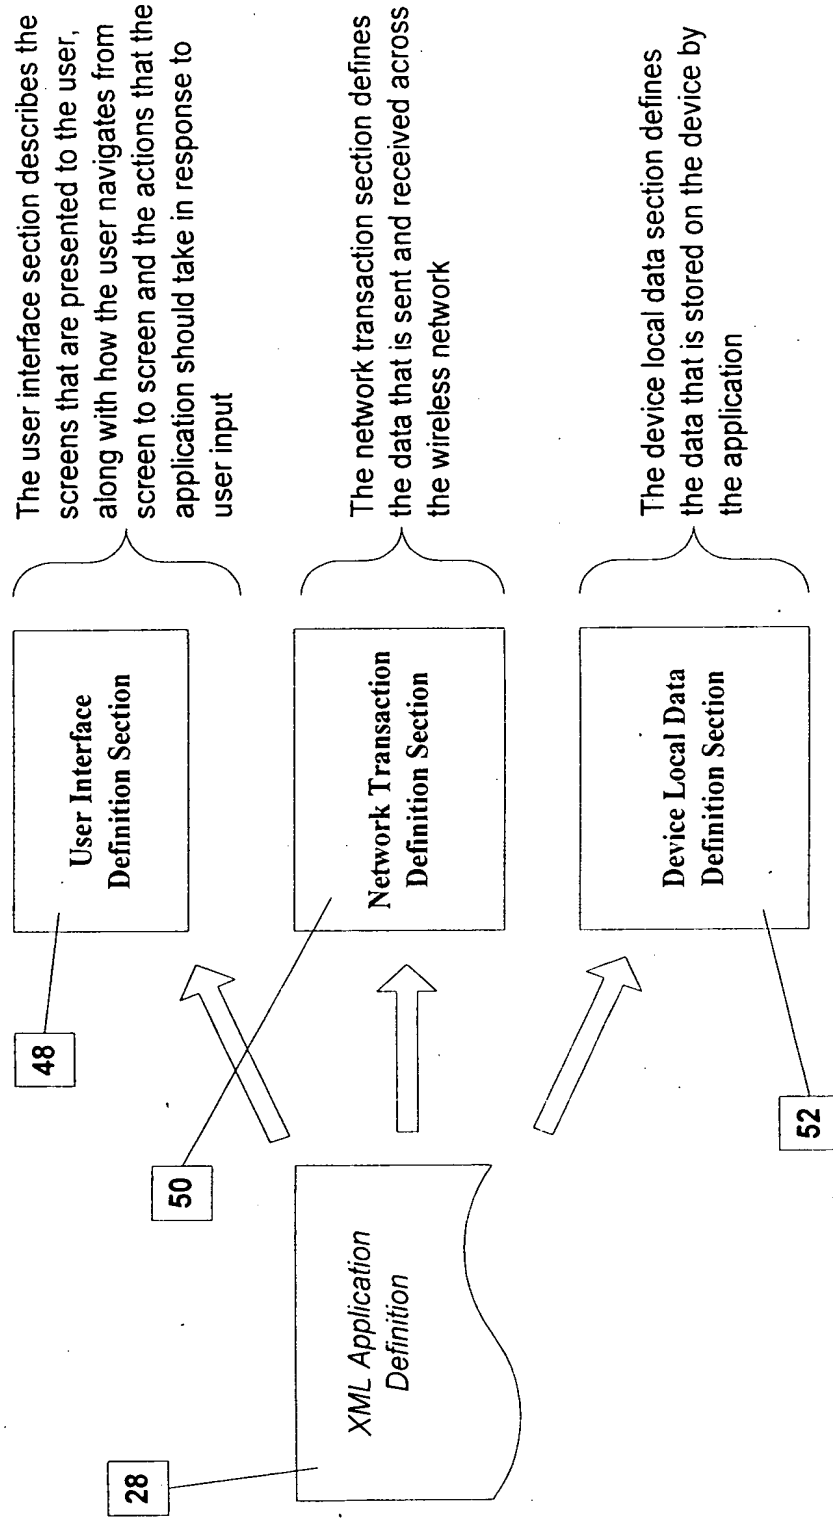 28
XML Application
Definition
48
User Interface
Definition Section
The user interface section describes the
screens that are presented to the user,
along with how the user navigates from
screen to screen and the actions that the
application should take in response to
user input
50
Network Transaction
Definition Section
The network transaction section defines
the data that is sent and received across
the wireless network
52
Device Local Data
Definition Section
The device local data section defines
the data that is stored on the device by
the application